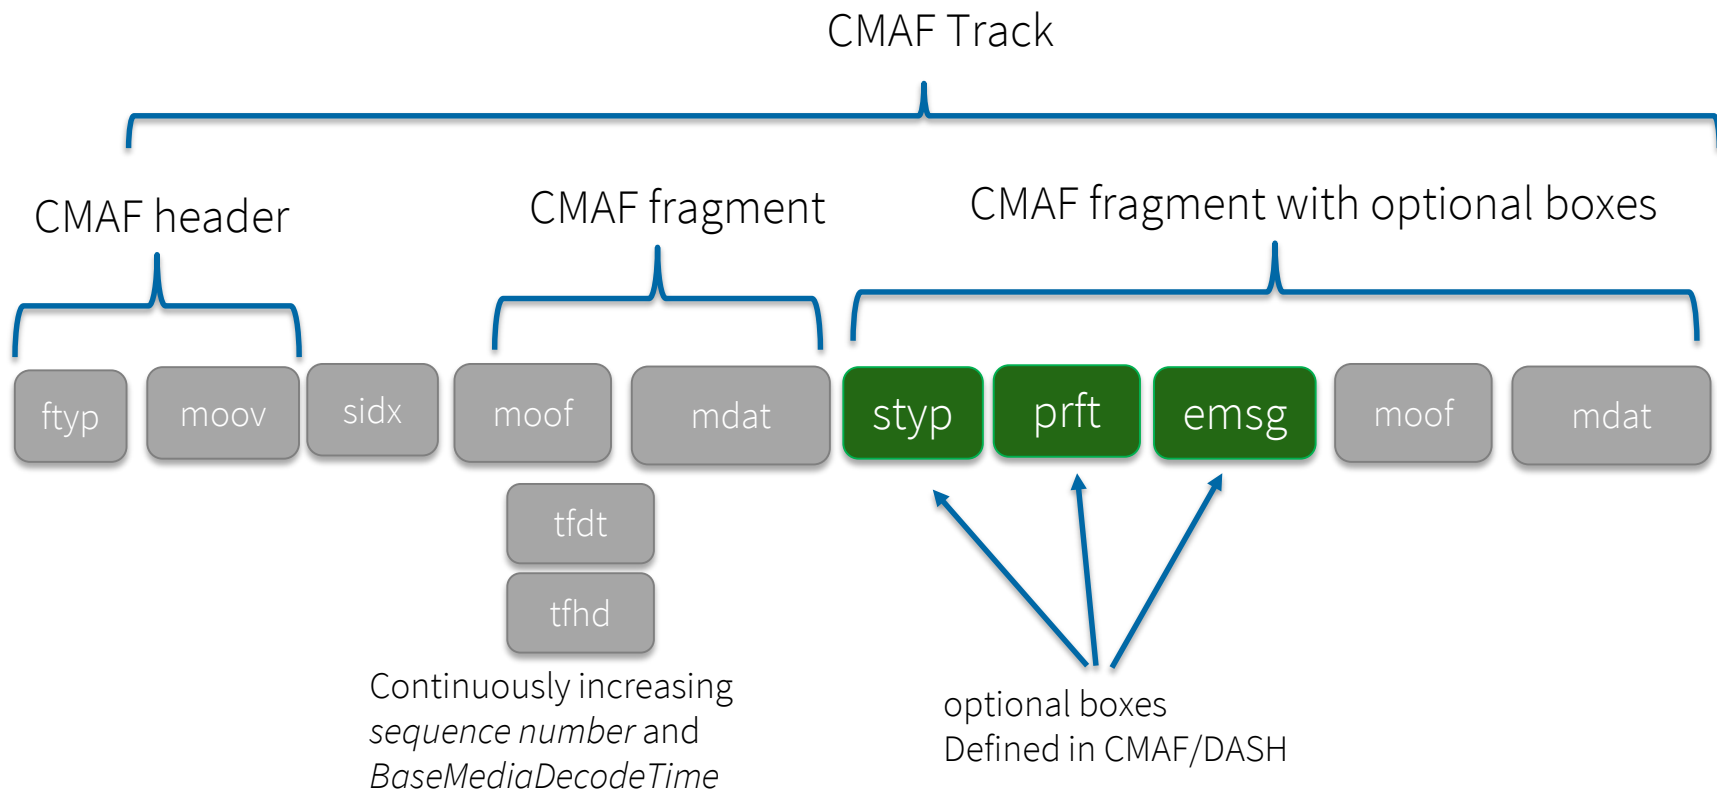 CMAF Track
CMAF header
CMAF fragment
CMAF fragment with optional boxes
ftyp
moov
sidx
moof
mdat
styp
prft
emsg
moof
mdat
tfdt
tfhd
Continuously increasing
sequence number and
BaseMediaDecodeTime
optional boxes
Defined in CMAF/DASH